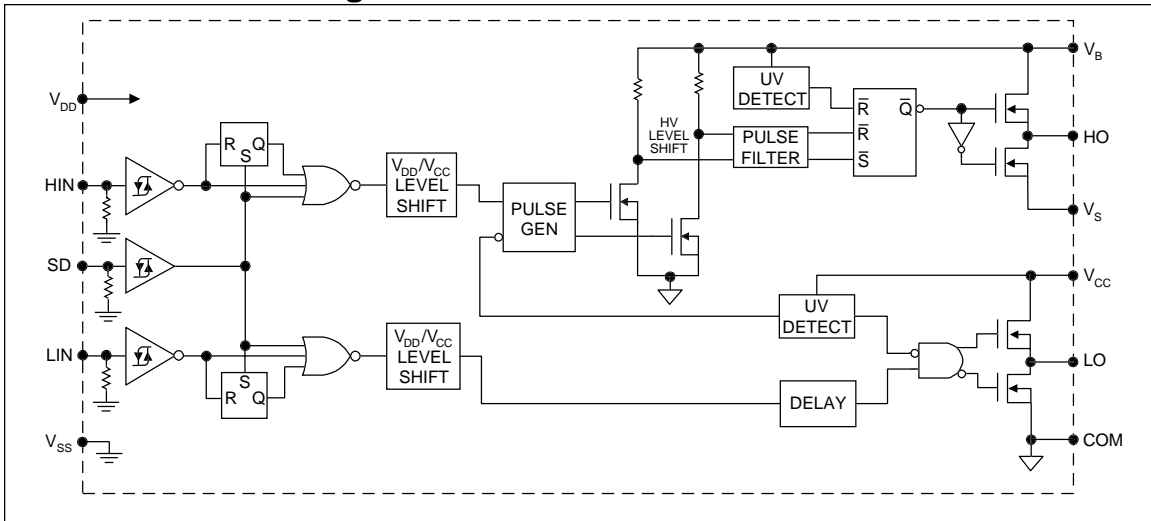 V_B
UV
DETECT
V_DD
R̅
Q̅
HV
LEVEL
SHIFT
R Q
S
R̅
HO
PULSE
FILTER
S̅
V_DD/V_CC
LEVEL
SHIFT
HIN
PULSE
GEN
V_S
SD
V_CC
UV
DETECT
V_DD/V_CC
LEVEL
SHIFT
LIN
LO
S
R Q
DELAY
V_SS
COM